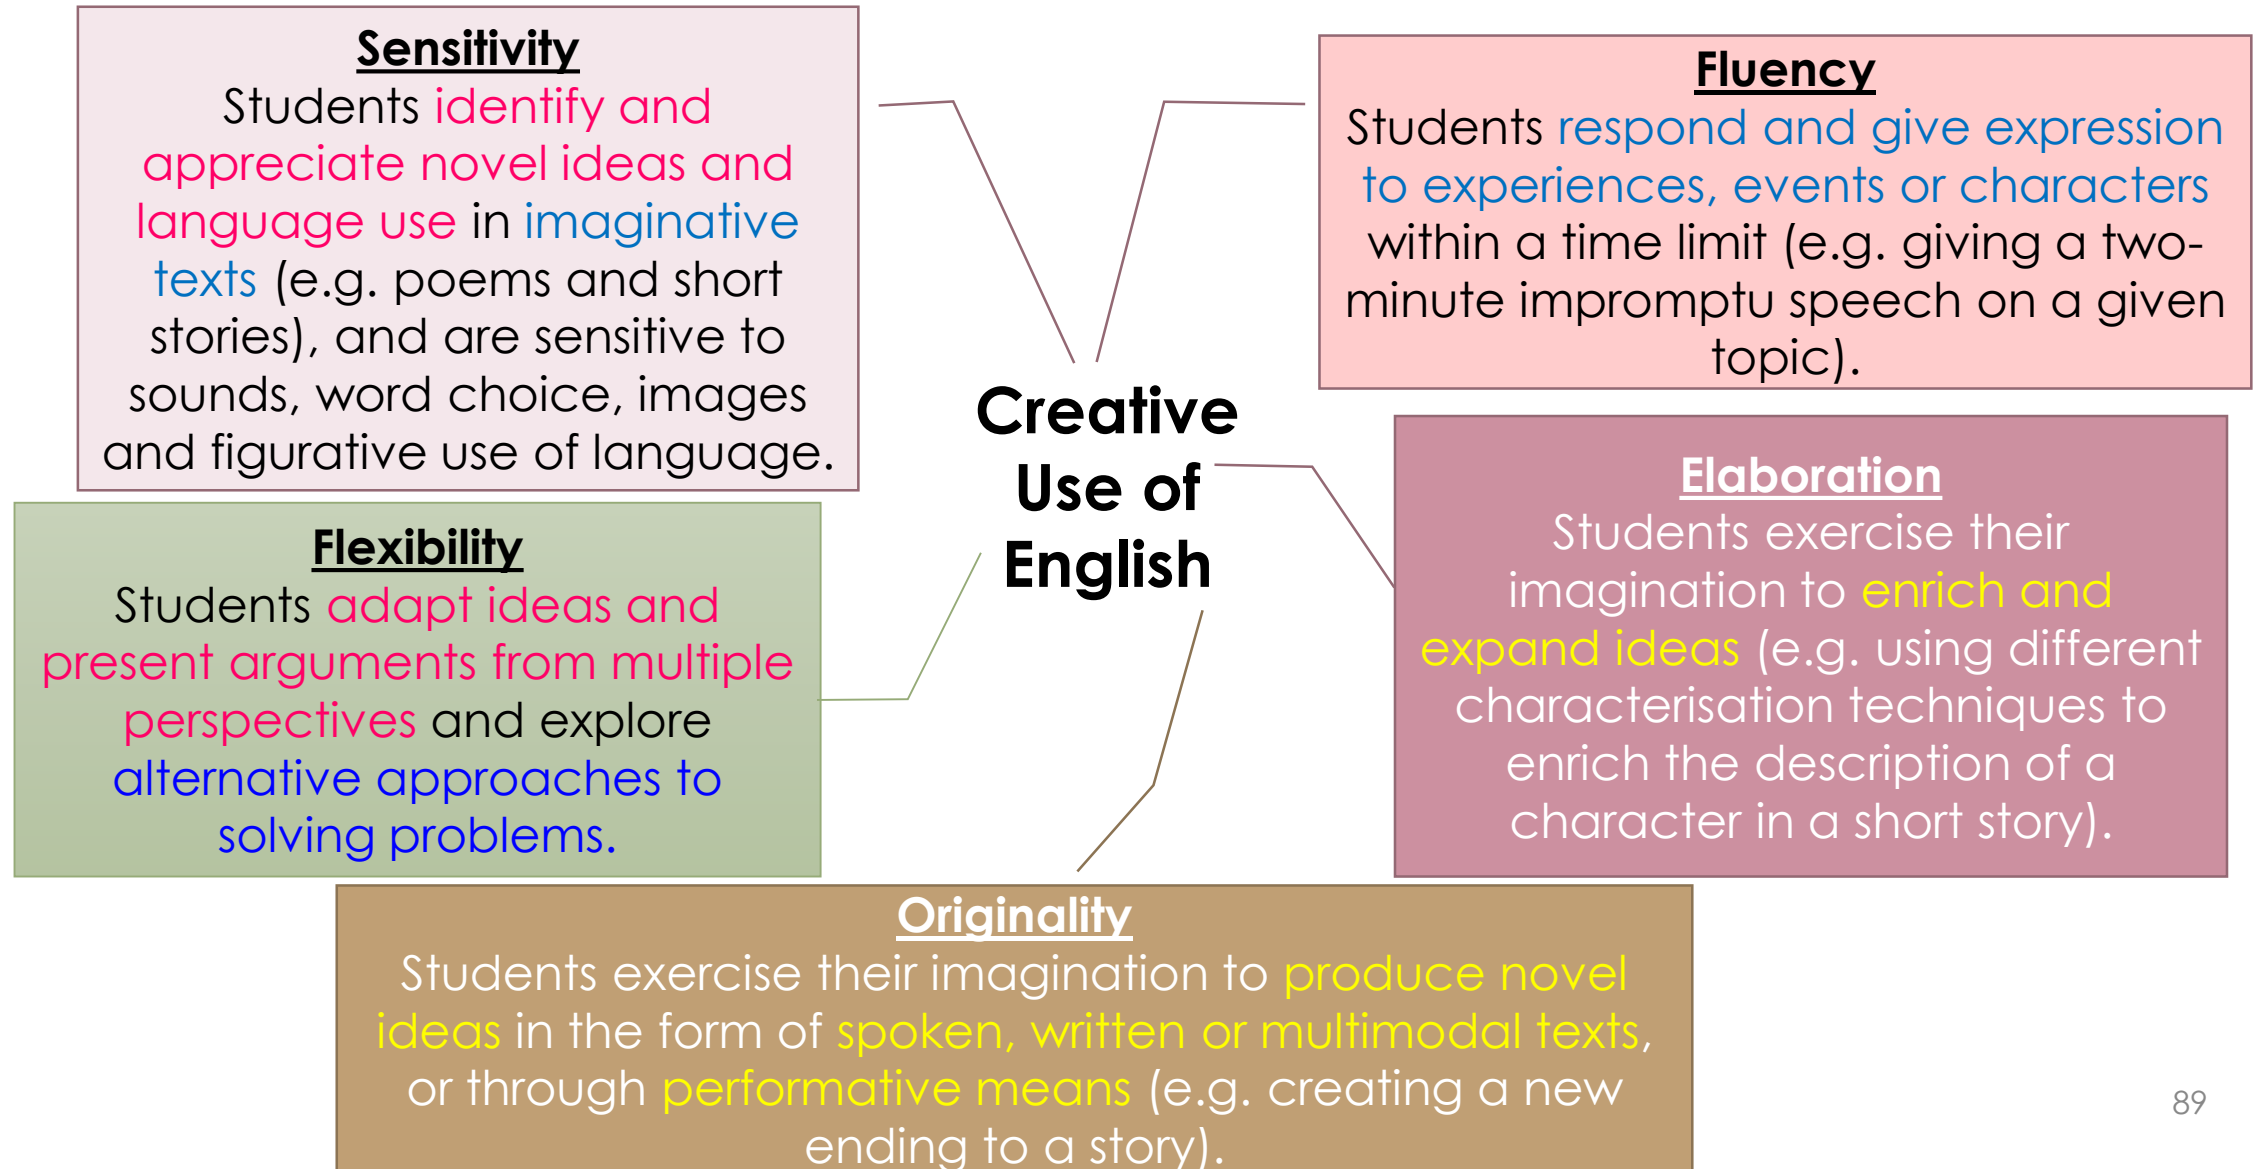 Sensitivity
Students identify and
appreciate novel ideas and
language use in imaginative
texts (e.g. poems and short
stories), and are sensitive to
sounds, word choice, images
and figurative use of language.
Fluency
Students respond and give expression
to experiences, events or characters
within a time limit (e.g. giving a two-
minute impromptu speech on a given
topic).
Creative
Use of
English
Flexibility
Students adapt ideas and
present arguments from multiple
perspectives and explore
alternative approaches to
solving problems.
Elaboration
Students exercise their
imagination to enrich and
expand ideas (e.g. using different
characterisation techniques to
enrich the description of a
character in a short story).
Originality
Students exercise their imagination to produce novel
ideas in the form of spoken, written or multimodal texts,
or through performative means (e.g. creating a new
ending to a story).
89